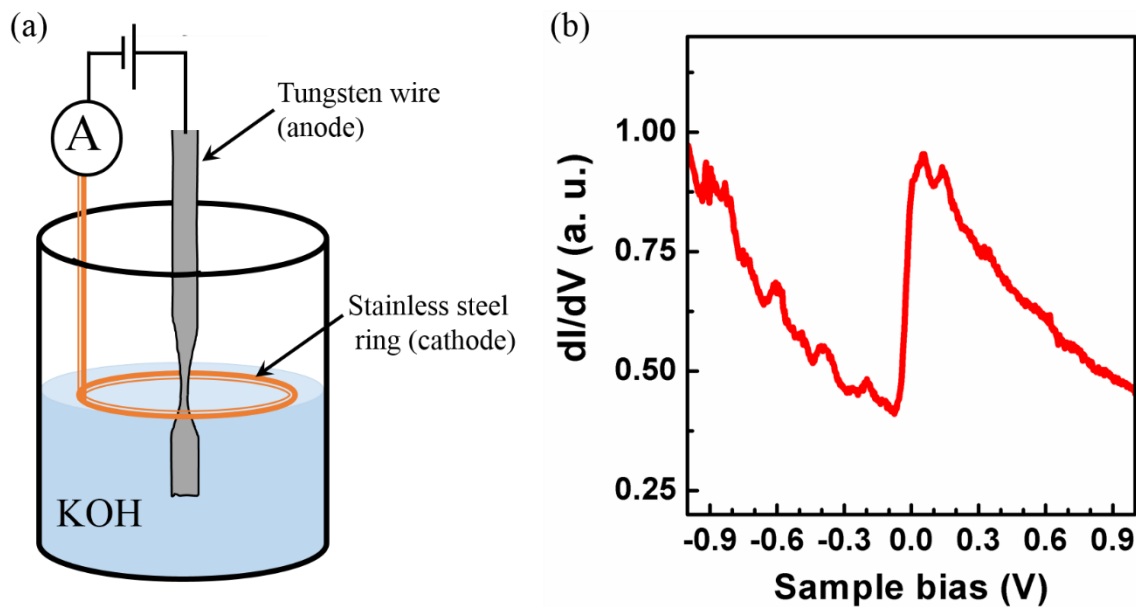 (a)
A
Tungsten wire
(anode)
Stainless steel
ring (cathode)
KOH
(b)
dI/dV (a. u.)
1.00
0.75
0.50
0.25
-0.9 -0.6 -0.3 0.0 0.3 0.6 0.9
Sample bias (V)